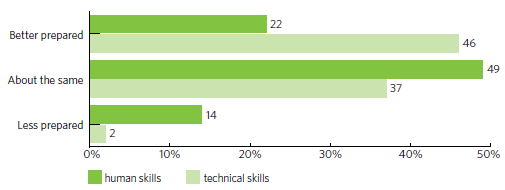 Better prepared
22
46
About the same
49
37
Less prepared
14
2
0% 10% 20% 30% 40% 50%
human skills technical skills